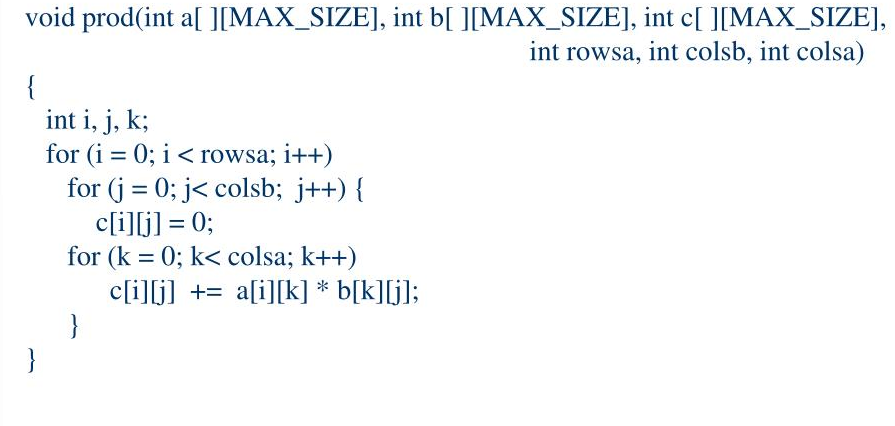 void prod(int a[ ][MAX_SIZE], int b[ ][MAX_SIZE], int c[ ][MAX_SIZE],
int rowsa, int colsb, int colsa)
{
int i, j, k;
for (i = 0; i < rowsa; i++)
for (j = 0; j< colsb; j++) {
c[i][j] = 0;
for (k = 0; k< colsa; k++)
c[i][j] += a[i][k] * b[k][j];
}
}